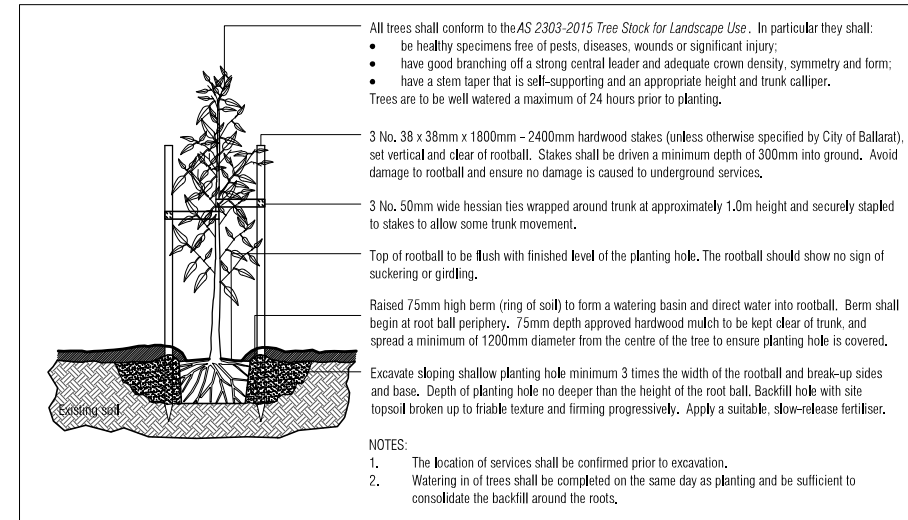 All trees shall conform to the AS 2303-2015 Tree Stock for Landscape Use. In particular they shall:
• be healthy specimens free of pests, diseases, wounds or significant injury;
• have good branching off a strong central leader and adequate crown density, symmetry and form;
• have a stem taper that is self-supporting and an appropriate height and trunk calliper.
Trees are to be well watered a maximum of 24 hours prior to planting.
3 No. 38 x 38mm x 1800mm – 2400mm hardwood stakes (unless otherwise specified by City of Ballarat),
set vertical and clear of rootball. Stakes shall be driven a minimum depth of 300mm into ground. Avoid
damage to rootball and ensure no damage is caused to underground services.
3 No. 50mm wide hessian ties wrapped around trunk at approximately 1.0m height and securely stapled
to stakes to allow some trunk movement.
Top of rootball to be flush with finished level of the planting hole. The rootball should show no sign of
suckering or girdling.
Raised 75mm high berm (ring of soil) to form a watering basin and direct water into rootball. Berm shall
begin at root ball periphery. 75mm depth approved hardwood mulch to be kept clear of trunk, and
spread a minimum of 1200mm diameter from the centre of the tree to ensure planting hole is covered.
Excavate sloping shallow planting hole minimum 3 times the width of the rootball and break-up sides
and base. Depth of planting hole no deeper than the height of the root ball. Backfill hole with site
topsoil broken up to friable texture and firming progressively. Apply a suitable, slow-release fertiliser.
Existing soil
NOTES:
1. The location of services shall be confirmed prior to excavation.
2. Watering in of trees shall be completed on the same day as planting and be sufficient to
consolidate the backfill around the roots.